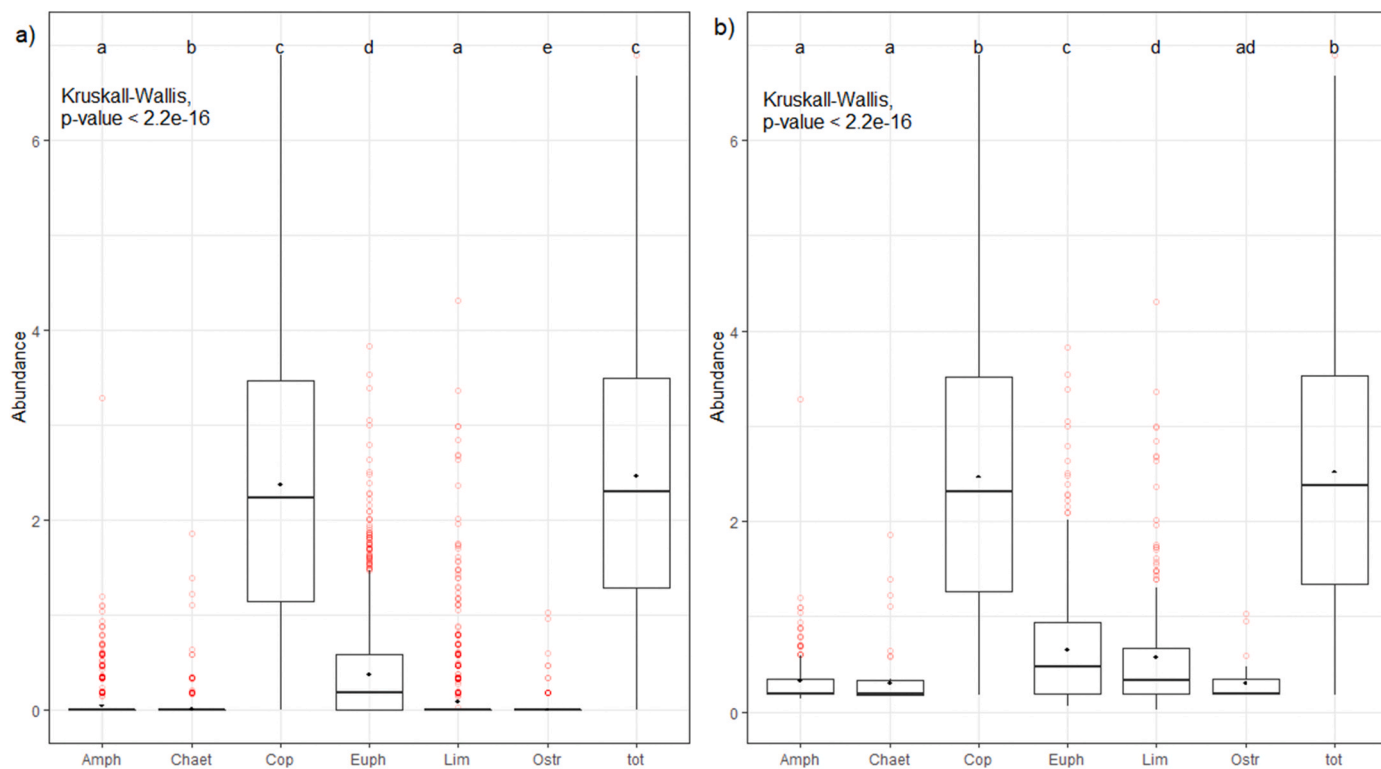 a)
a b c d a e c
Kruskall-Wallis,
p-value < 2.2e-16
6
4
2
0
Abundance
Amph Chaet Cop Euph Lim Ostr tot
b)
a a b c d ad b
Kruskall-Wallis,
p-value < 2.2e-16
6
4
2
0
Abundance
Amph Chaet Cop Euph Lim Ostr tot